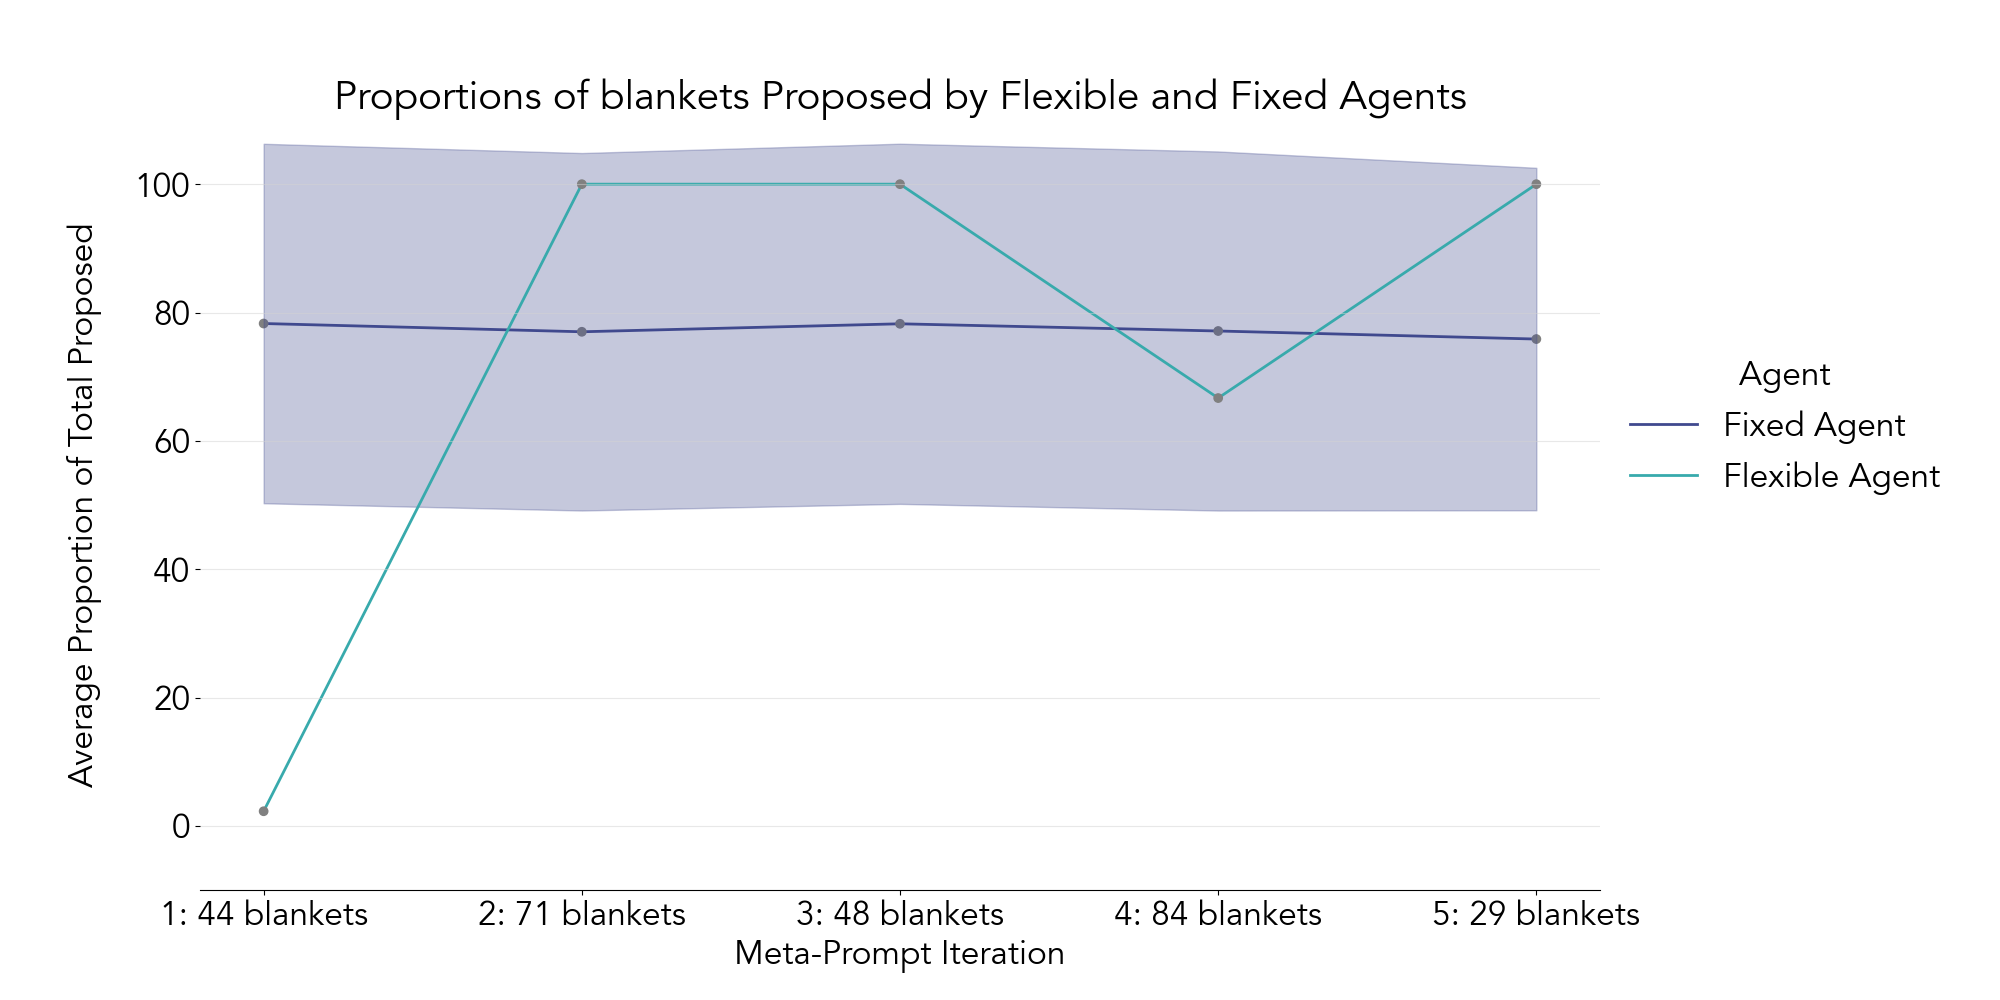 Proportions of blankets Proposed by Flexible and Fixed Agents
Average Proportion of Total Proposed
100
80
60
40
20
0
1: 44 blankets
2: 71 blankets
3: 48 blankets
4: 84 blankets
5: 29 blankets
Meta-Prompt Iteration
Agent
Fixed Agent
Flexible Agent